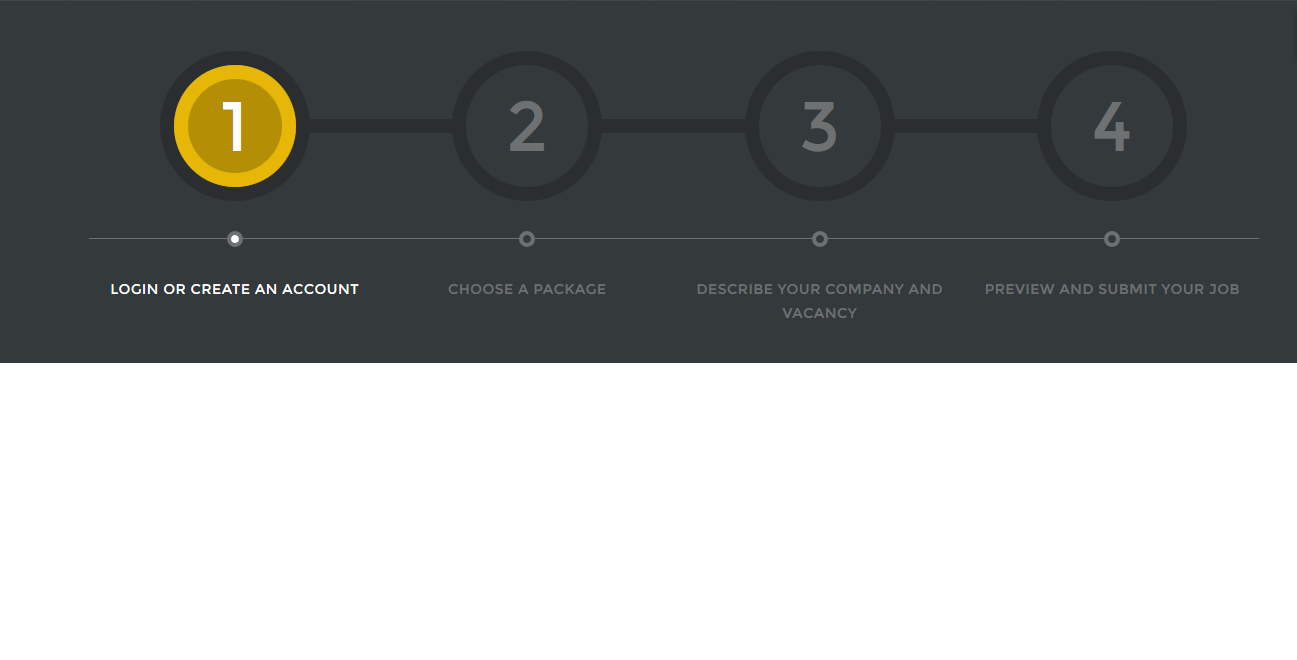 1
2
3
4
LOGIN OR CREATE AN ACCOUNT
CHOOSE A PACKAGE
DESCRIBE YOUR COMPANY AND
VACANCY
PREVIEW AND SUBMIT YOUR JOB